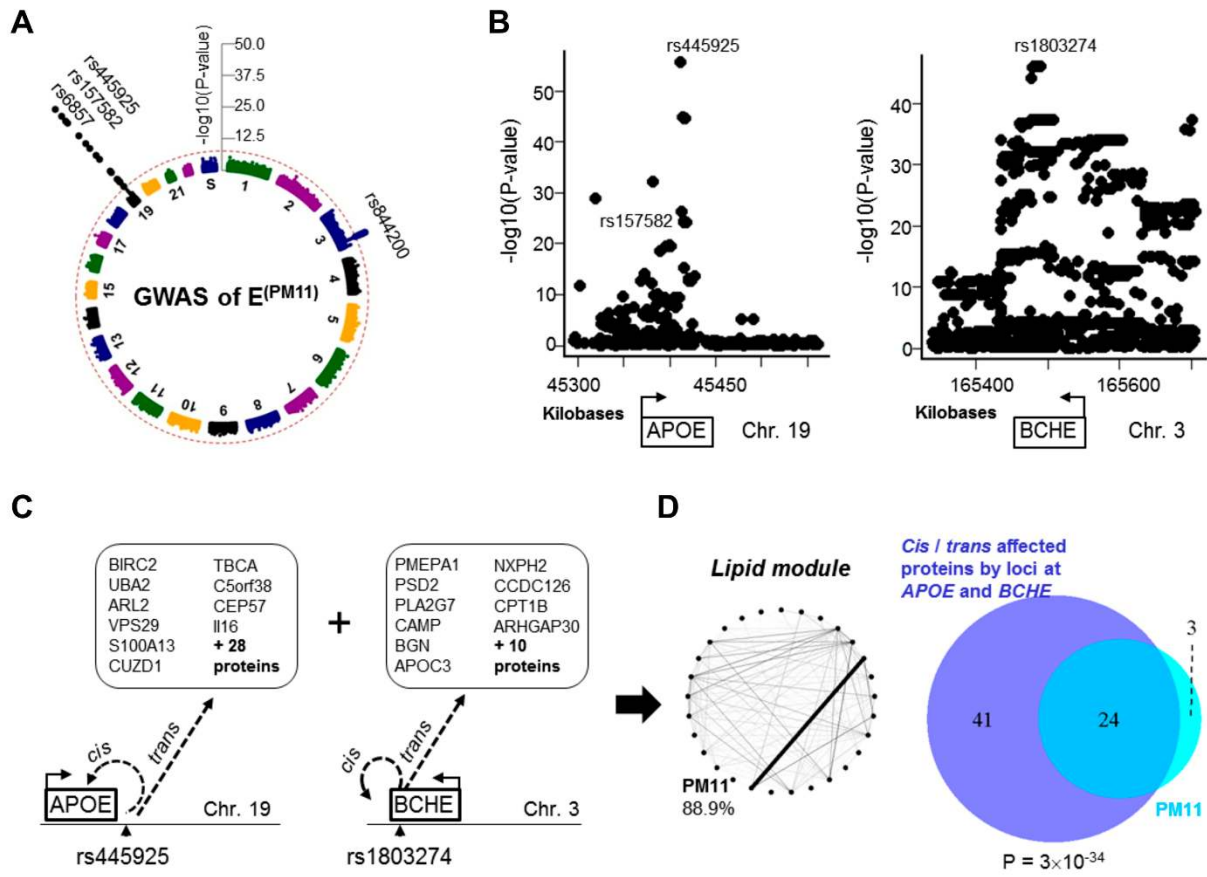 A
rs445925
rs157582
rs6857
-log10(P-value)
50.0
37.5
25.0
12.5
rs844200
S
1
2
3
4
5
6
7
8
9
10
11
12
13
15
17
19
21
GWAS of E(PM11)
B
rs445925
rs157582
-log10(P-value)
50
40
30
20
10
0
45300
45450
Kilobases
APOE
Chr. 19
rs1803274
-log10(P-value)
40
30
20
10
0
165400
165600
Kilobases
BCHE
Chr. 3
C
BIRC2 TBCA
UBA2 C5orf38
ARL2 CEP57
VPS29 Il16
S100A13 + 28
CUZD1 proteins
+
PMEPA1 NXPH2
PSD2 CCDC126
PLA2G7 CPT1B
CAMP ARHGAP30
BGN + 10
APOC3 proteins
cis
trans
APOE
Chr. 19
rs445925
cis
trans
BCHE
Chr. 3
rs1803274
D
Lipid module
PM11
88.9%
Cis / trans affected
proteins by loci at
APOE and BCHE
41
24
3
PM11
P = 3×10-34